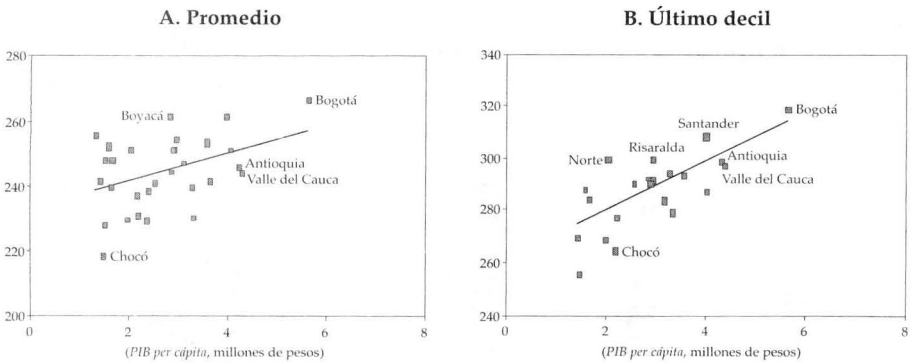 A. Promedio
280
260
240
220
200
0
2
4
6
8
Bogotá
Boyacá
Antioquia
Valle del Cauca
Chocó
(PIB per cápita, millones de pesos)
B. Último decil
340
320
300
280
260
240
0
2
4
6
8
Bogotá
Santander
Risaralda
Norte
Antioquia
Valle del Cauca
Chocó
(PIB per cápita, millones de pesos)